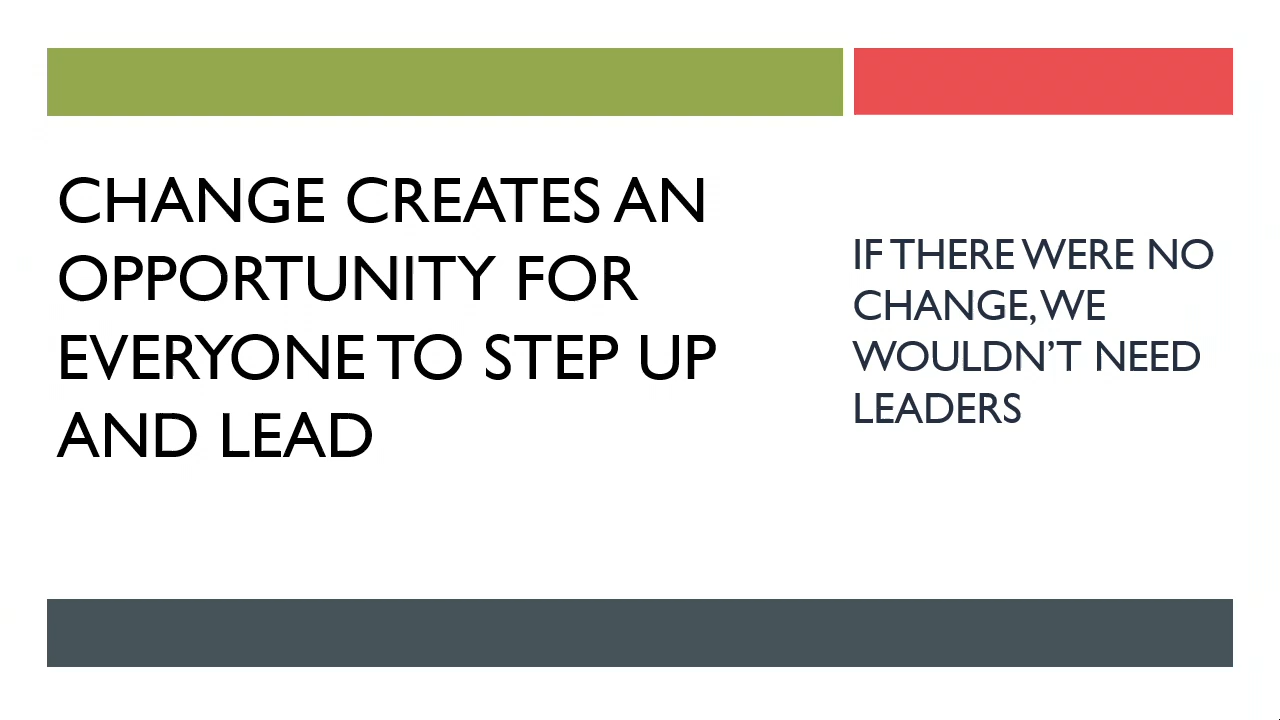 CHANGE CREATES AN
OPPORTUNITY FOR
EVERYONE TO STEP UP
AND LEAD
IF THERE WERE NO
CHANGE, WE
WOULDN’T NEED
LEADERS